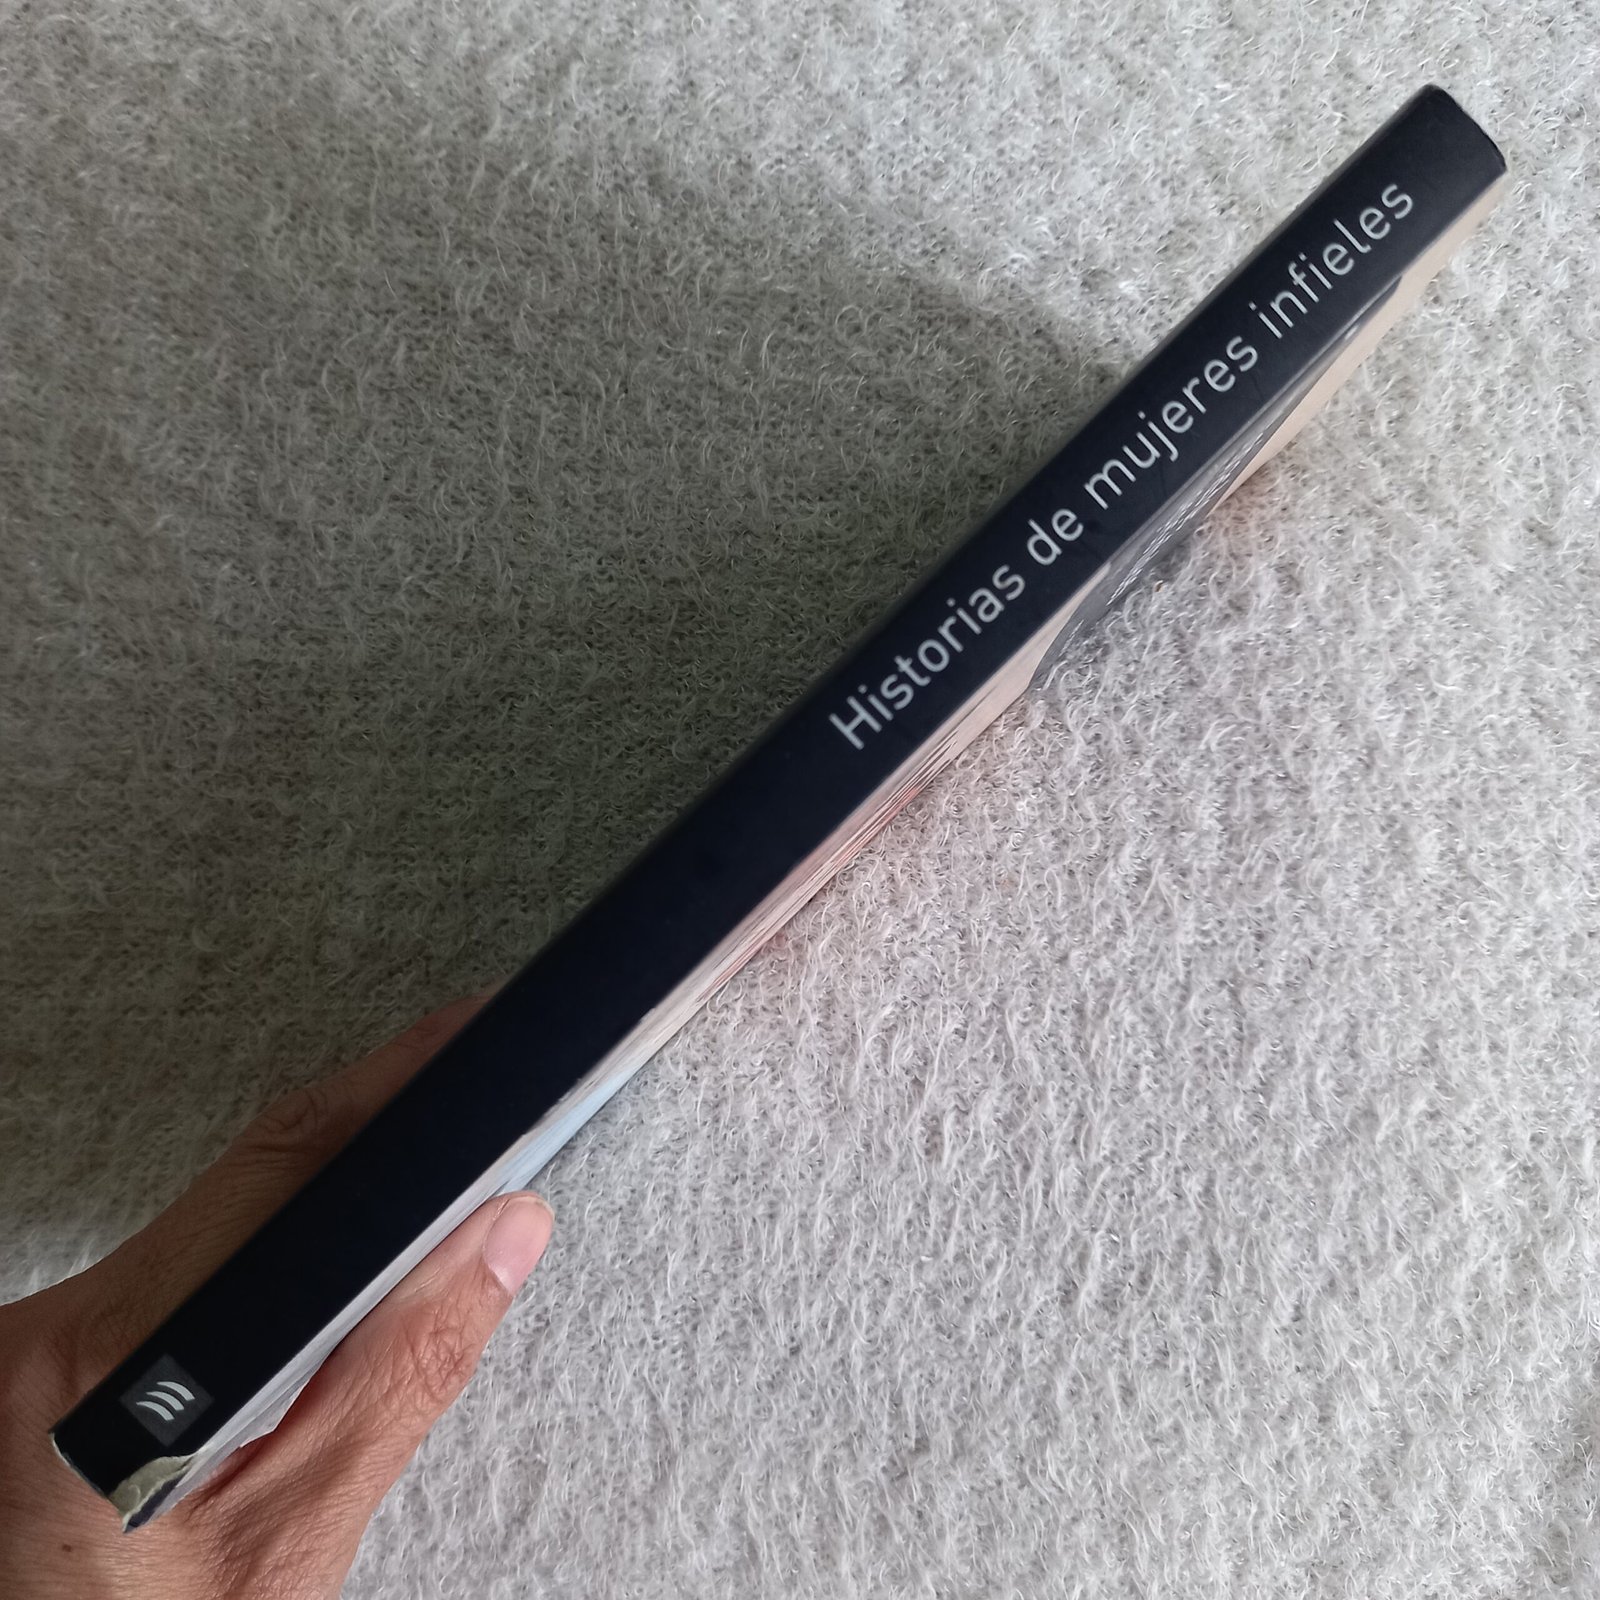 Historias de mujeres infieles